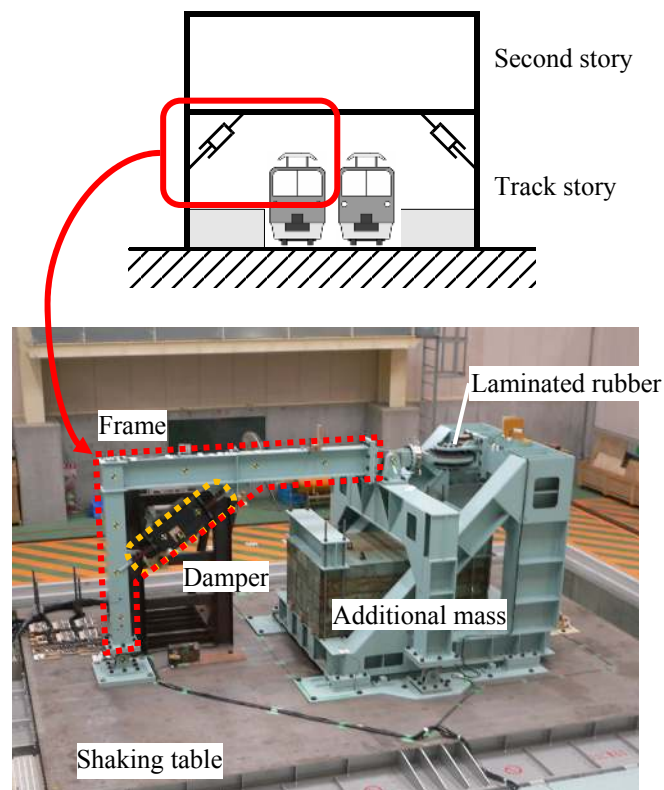 Second story
Track story
Laminated rubber
Frame
Damper
Additional mass
Shaking table